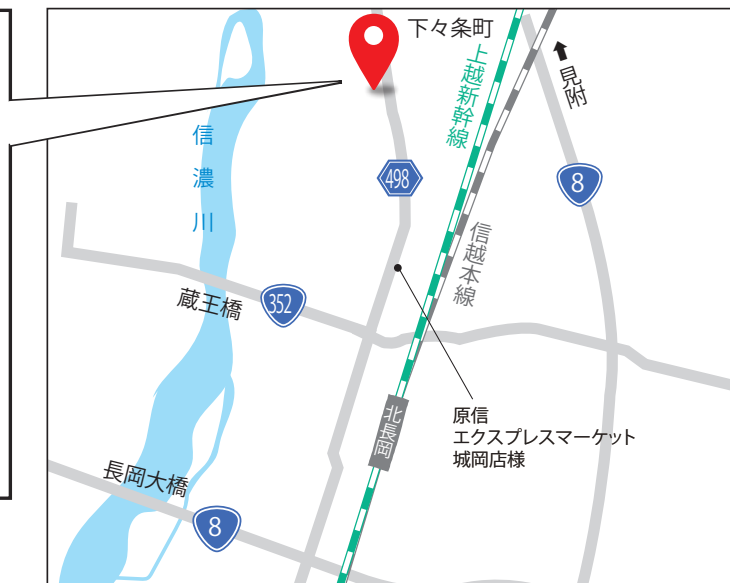 下々条町
上越新幹線
見附
信濃川
498
8
信越本線
蔵王橋
352
北長岡
原信
エクスプレスマーケット
城岡店様
長岡大橋
8